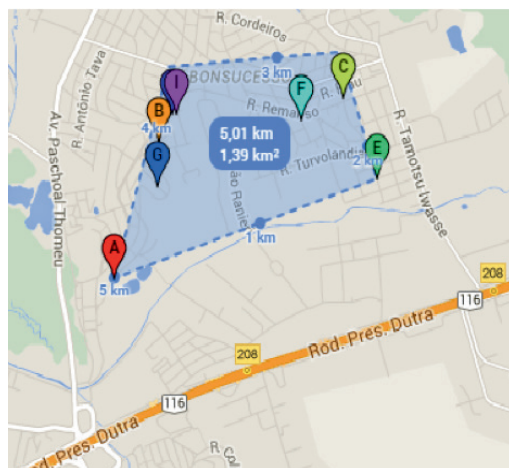 R. Cordeiros
R. Antônio Tava
Av. Paschoal Thomeu
BONSUCESSO
3 km
C
I
F
B
R. Remanso
4 km
5,01 km
1,39 km²
G
E
2 km
R. Turvolândia
R. Tamotsu Iwasse
1 km
A
5 km
208
116
Rod. Pres. Dutra
208
116
Rod. Pres. Dutra